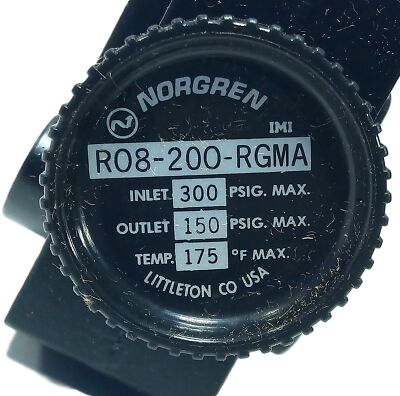 NORGREN
IMI
R08-200-RGMA
INLET 300 PSIG. MAX.
OUTLET 150 PSIG. MAX.
TEMP. 175 °F MAX.
LITTLETON CO USA